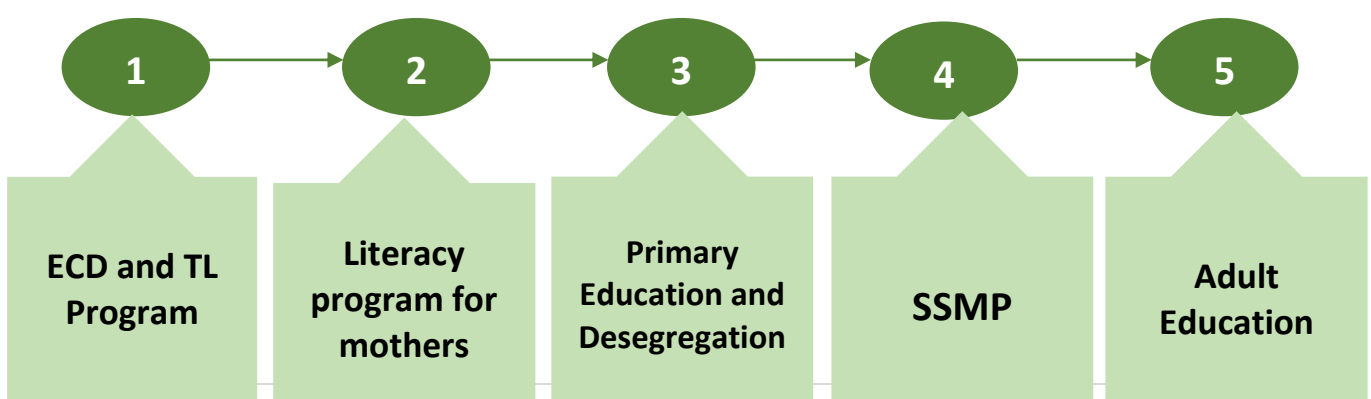 1
2
3
4
5
ECD and TL
Program
Literacy
program for
mothers
Primary
Education and
Desegregation
SSMP
Adult
Education